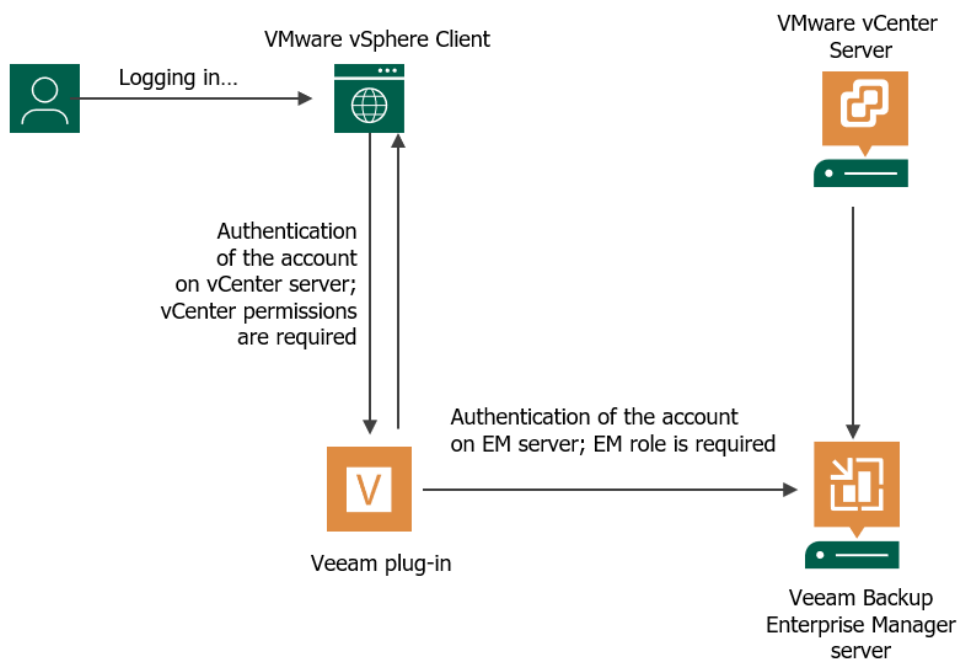 VMware vSphere Client
VMware vCenter
Server
Logging in...
Authentication
of the account
on vCenter server;
vCenter permissions
are required
Authentication of the account
on EM server; EM role is required
V
Veeam plug-in
Veeam Backup
Enterprise Manager
server